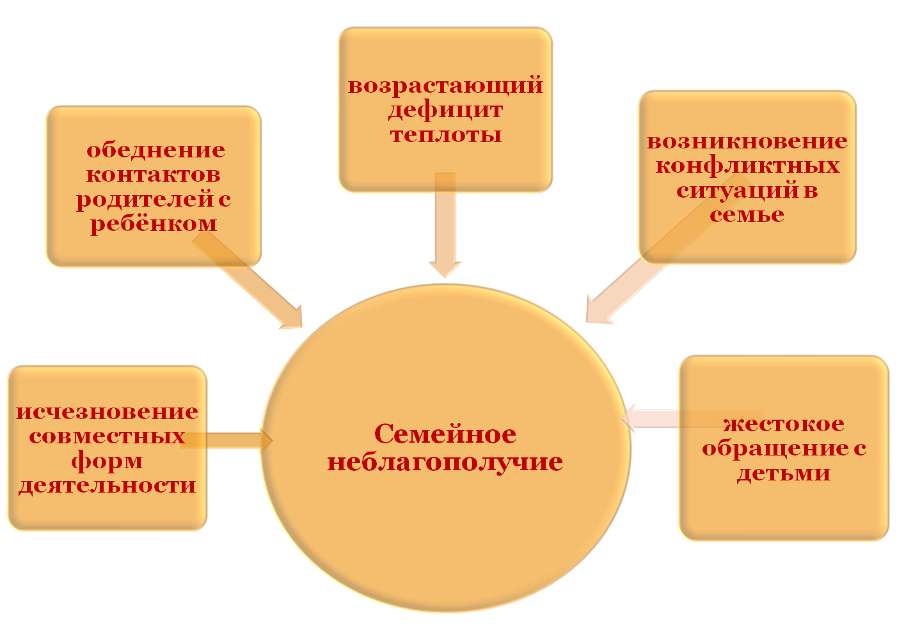 возрастающий
дефицит
теплоты
обеднение
контактов
родителей с
ребёнком
возникновение
конфликтных
ситуаций в
семье
исчезновение
совместных
форм
деятельности
Семейное
неблагополучие
жестокое
обращение с
детьми